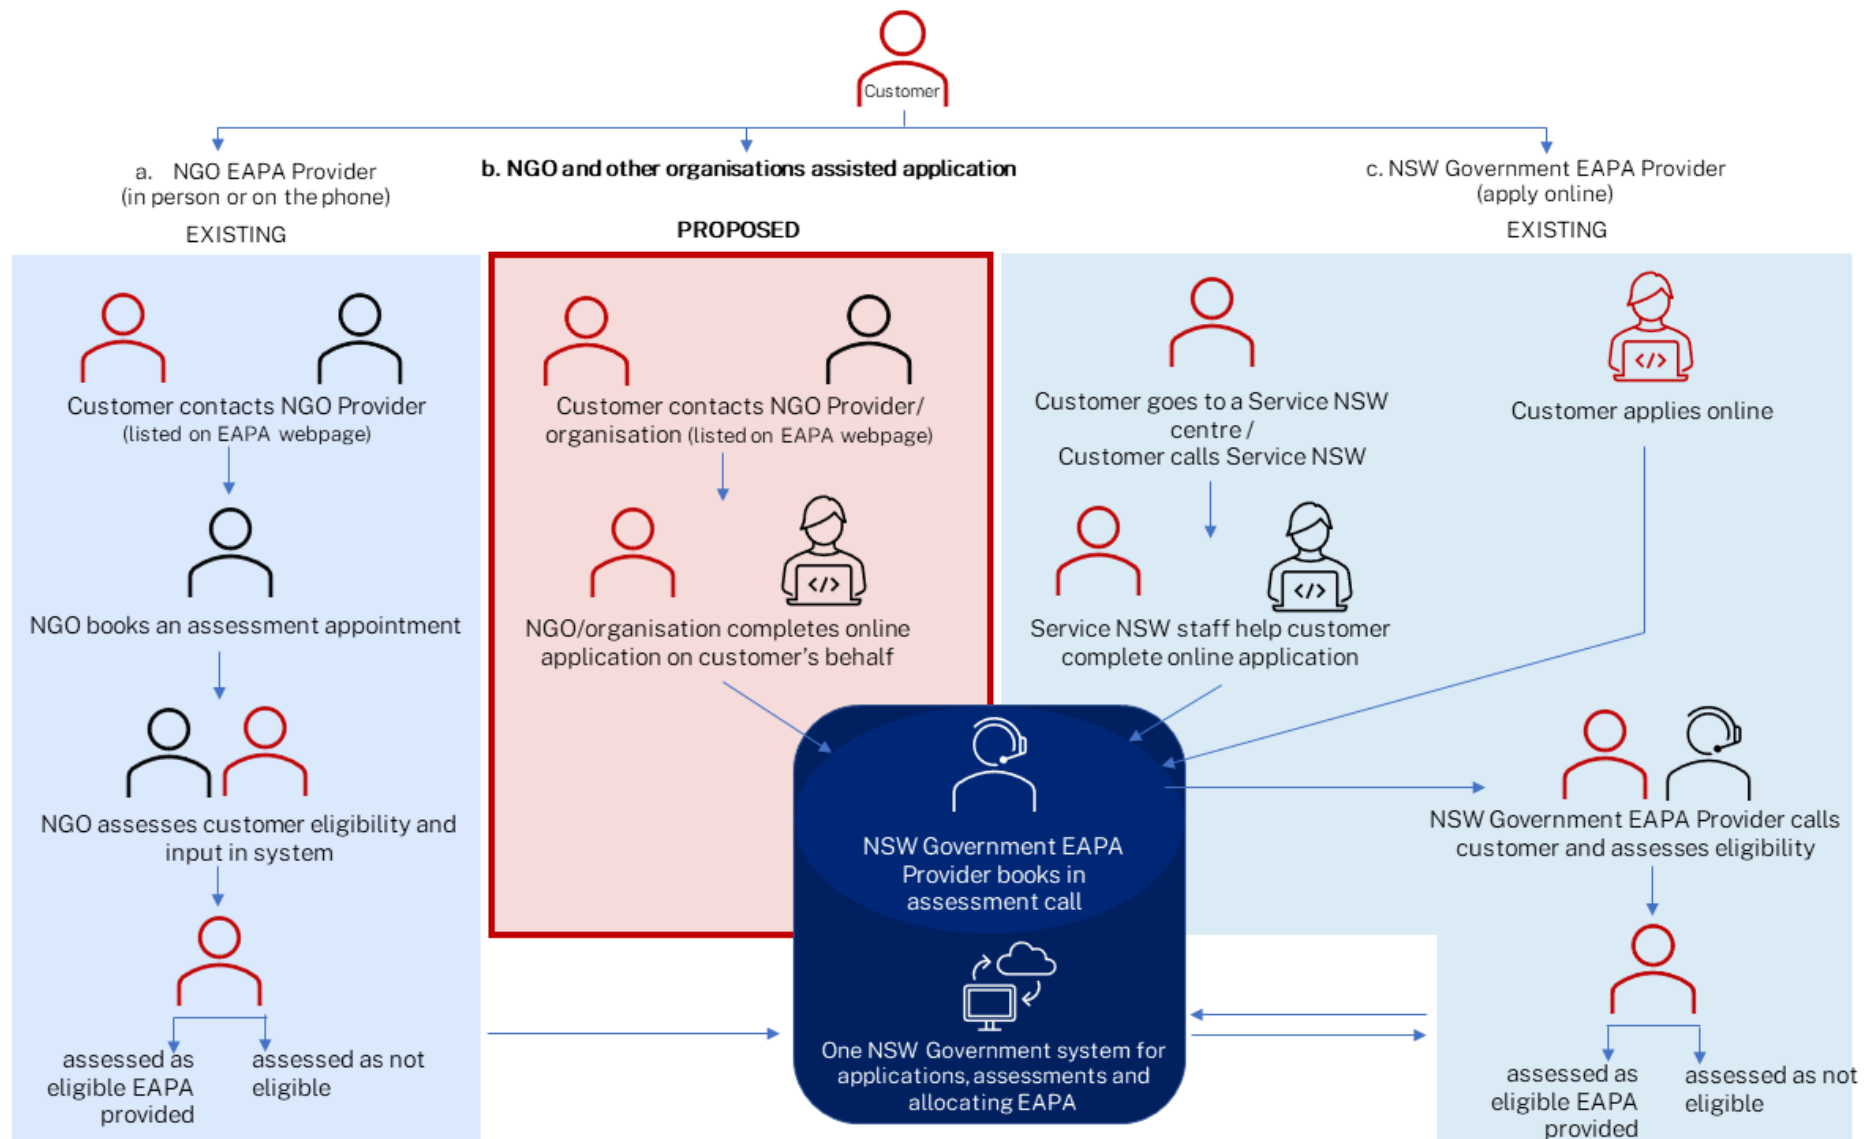 Customer
a. NGO EAPA Provider
(in person or on the phone)
EXISTING
b. NGO and other organisations assisted application
PROPOSED
c. NSW Government EAPA Provider
(apply online)
EXISTING
Customer contacts NGO Provider
(listed on EAPA webpage)
NGO books an assessment appointment
NGO assesses customer eligibility and
input in system
assessed as
eligible EAPA
provided
assessed as not
eligible
Customer contacts NGO Provider/
organisation (listed on EAPA webpage)
</>
NGO/organisation completes online
application on customer's behalf
Customer goes to a Service NSW
centre /
Customer calls Service NSW
</>
Service NSW staff help customer
complete online application
</>
Customer applies online
NSW Government EAPA
Provider books in
assessment call
One NSW Government system for
applications, assessments and
allocating EAPA
NSW Government EAPA Provider calls
customer and assesses eligibility
assessed as
eligible EAPA
provided
assessed as not
eligible